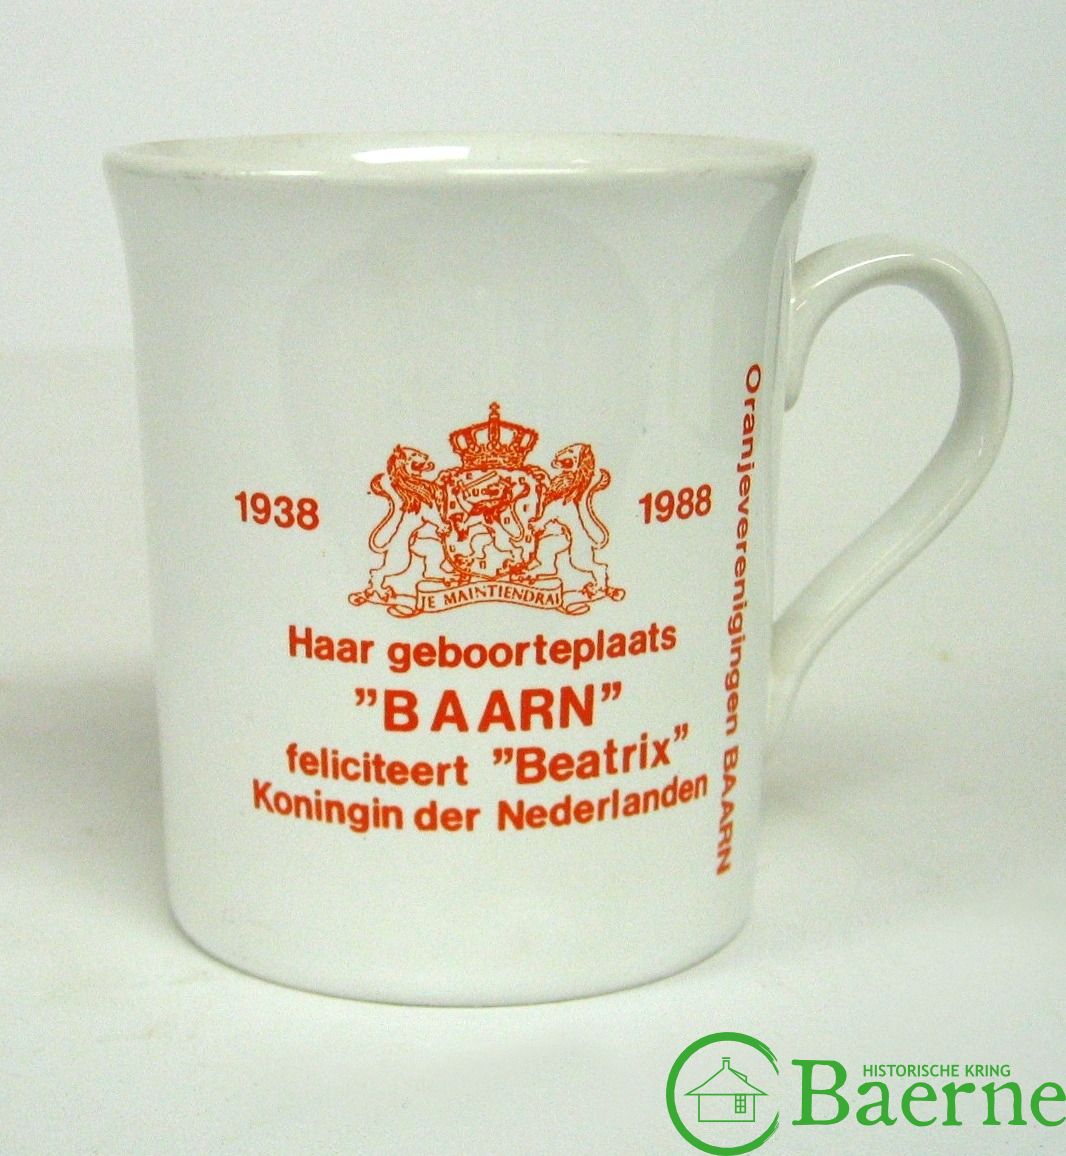 1938
1988
JE MAINTIENDRAI
Haar geboorteplaats
”BAARN”
feliciteert ”Beatrix”
Koningin der Nederlanden
Oranjeverenigingen BAARN
HISTORISCHE KRING
Baerne